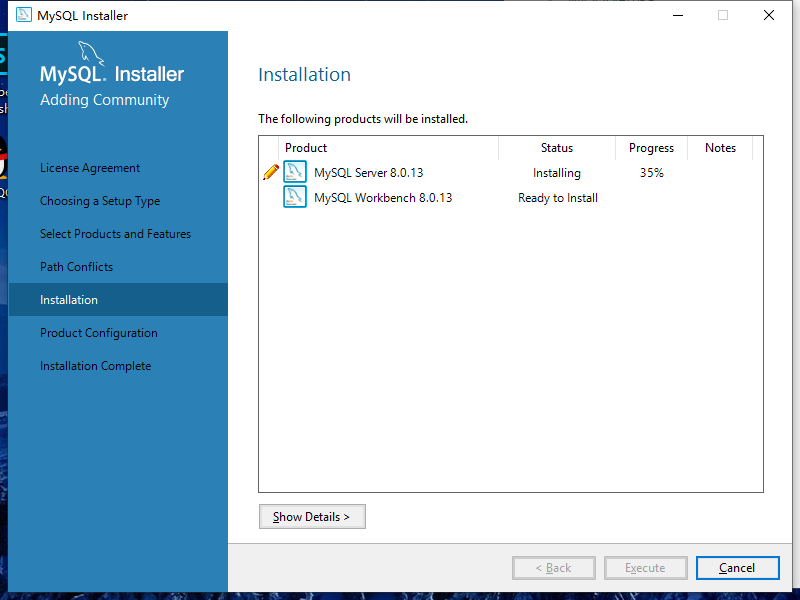 MySQL Installer
MySQL. Installer
Adding Community
License Agreement
Choosing a Setup Type
Select Products and Features
Path Conflicts
Installation
Product Configuration
Installation Complete
Installation
The following products will be installed.
Product Status Progress Notes
MySQL Server 8.0.13 Installing 35%
MySQL Workbench 8.0.13 Ready to Install
Show Details >
< Back Execute Cancel